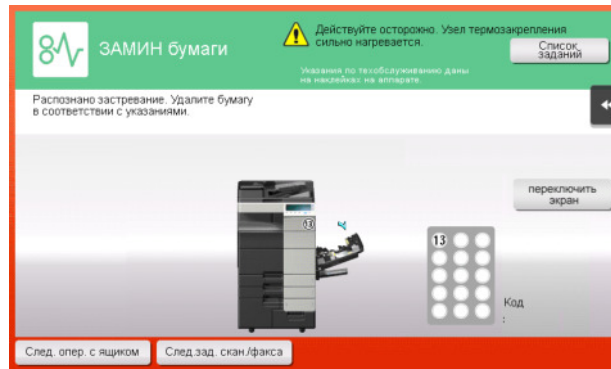 ЗАМИН бумаги
Действуйте осторожно. Узел термозакрепления
сильно нагревается.
Список
заданий
Указания по техобслуживанию даны
на наклейках на аппарате.
Распознано застревание. Удалите бумагу
в соответствии с указаниями.
переключить
экран
13
13
Код
:
След. опер. с ящиком
След.зад. скан./факса